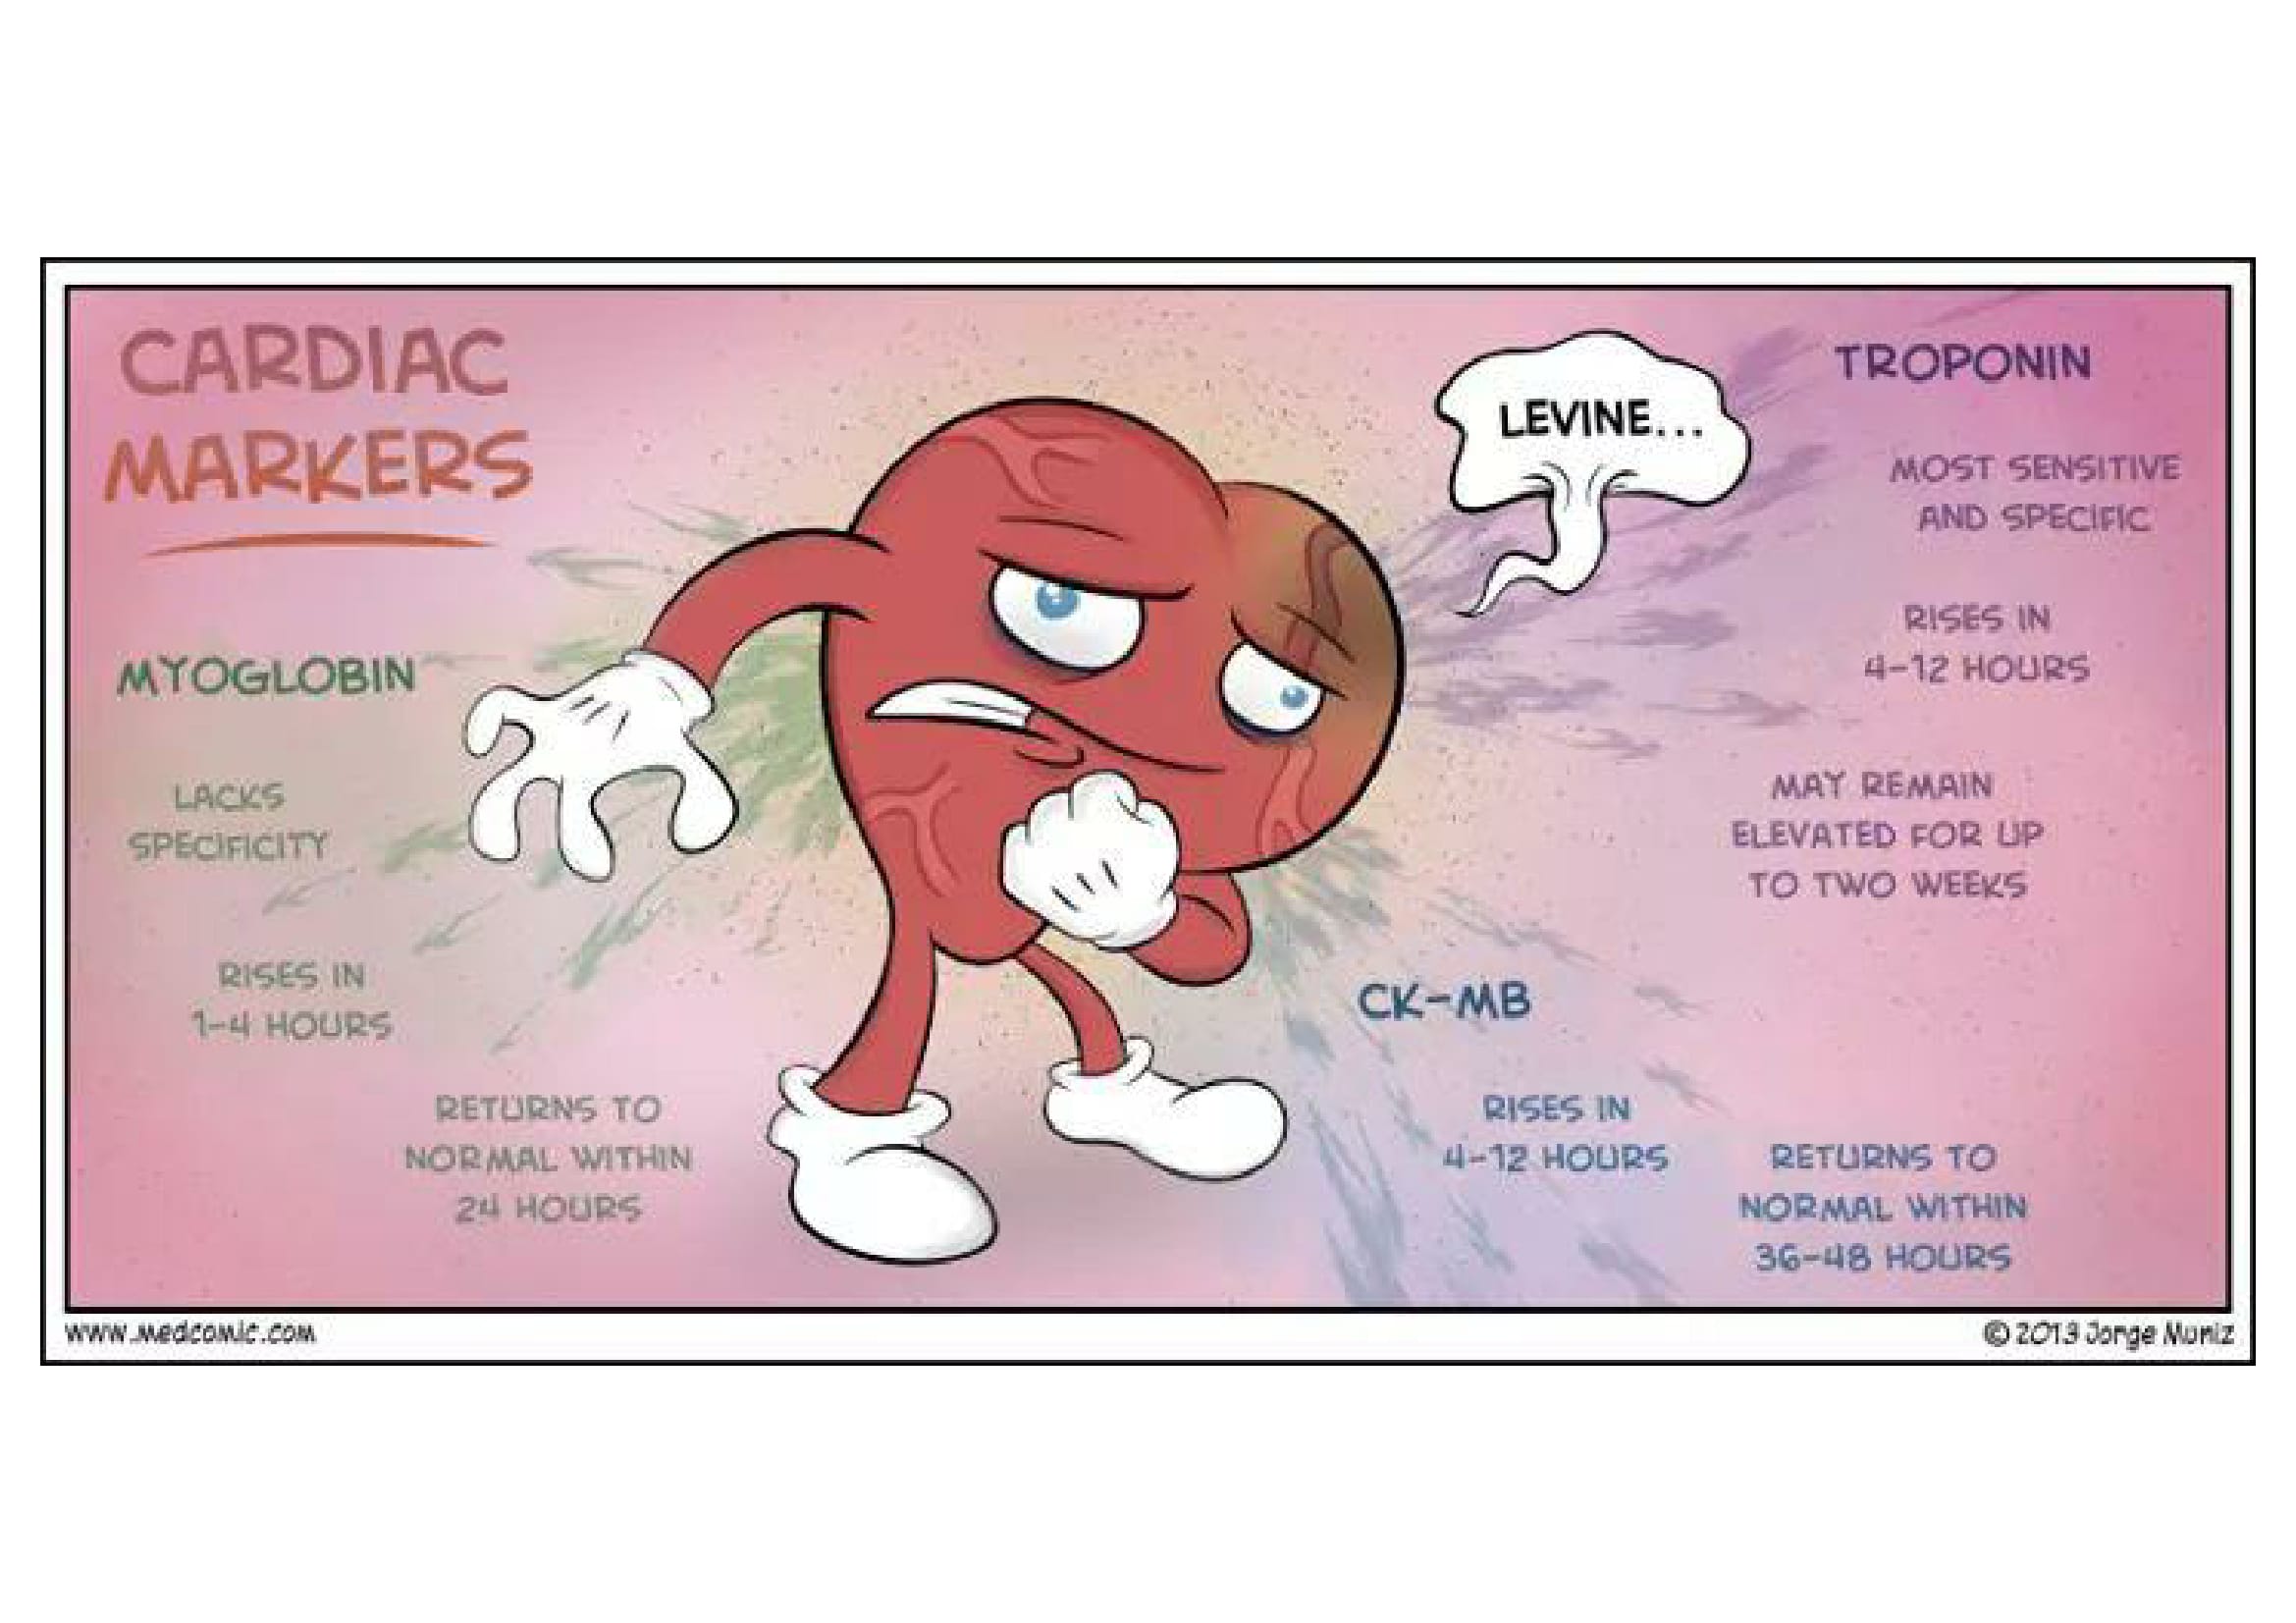 CARDIAC
MARKERS
MYOGLOBIN
LACKS
SPECIFICITY
RISES IN
1-4 HOURS
RETURNS TO
NORMAL WITHIN
24 HOURS
LEVINE...
TROPONIN
MOST SENSITIVE
AND SPECIFIC
RISES IN
4-12 HOURS
MAY REMAIN
ELEVATED FOR UP
TO TWO WEEKS
CK-MB
RISES IN
4-12 HOURS
RETURNS TO
NORMAL WITHIN
36-48 HOURS
www.medcomic.com
© 2013 Jorge Muniz